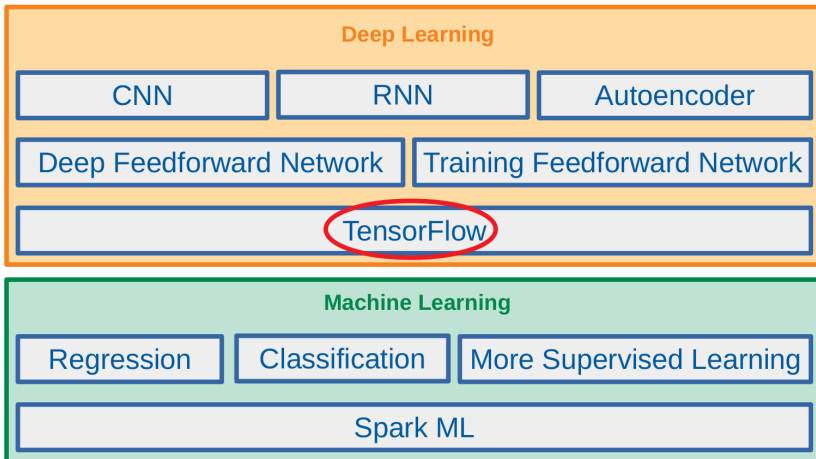 Deep Learning
CNN RNN Autoencoder
Deep Feedforward Network Training Feedforward Network
TensorFlow
Machine Learning
Regression Classification More Supervised Learning
Spark ML